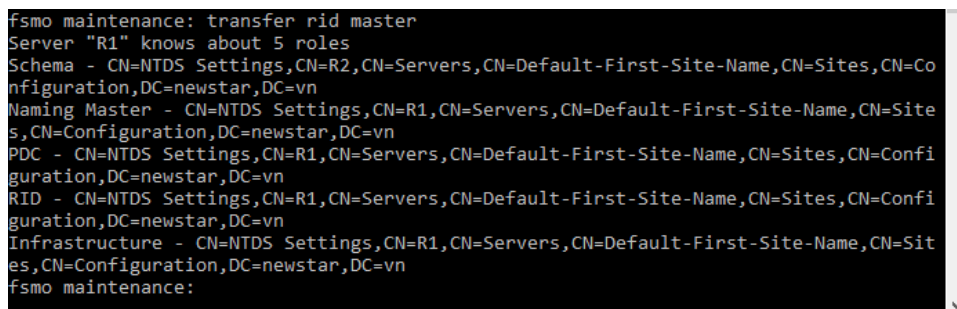 fsmo maintenance: transfer rid master
Server "R1" knows about 5 roles
Schema - CN=NTDS Settings,CN=R2,CN=Servers,CN=Default-First-Site-Name,CN=Sites,CN=Co
nfiguration,DC=newstar,DC=vn
Naming Master - CN=NTDS Settings,CN=R1,CN=Servers,CN=Default-First-Site-Name,CN=Site
s,CN=Configuration,DC=newstar,DC=vn
PDC - CN=NTDS Settings,CN=R1,CN=Servers,CN=Default-First-Site-Name,CN=Sites,CN=Confi
guration,DC=newstar,DC=vn
RID - CN=NTDS Settings,CN=R1,CN=Servers,CN=Default-First-Site-Name,CN=Sites,CN=Confi
guration,DC=newstar,DC=vn
Infrastructure - CN=NTDS Settings,CN=R1,CN=Servers,CN=Default-First-Site-Name,CN=Sit
es,CN=Configuration,DC=newstar,DC=vn
fsmo maintenance: